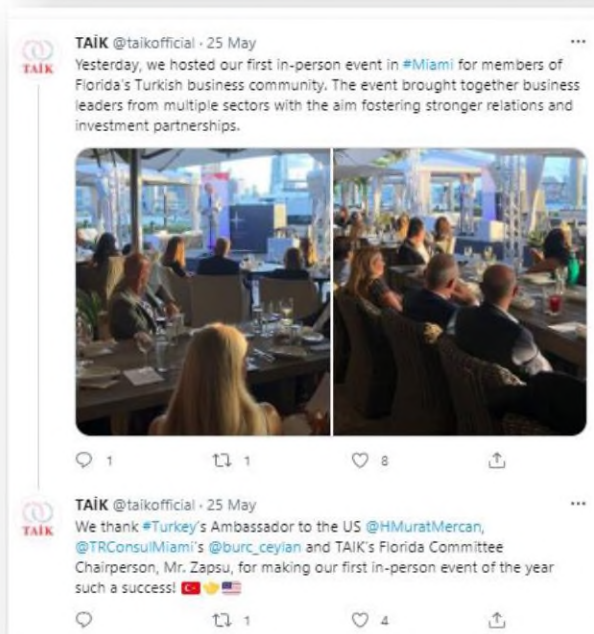 TAİK @taikofficial · 25 May
TAİK
Yesterday, we hosted our first in-person event in #Miami for members of
Florida's Turkish business community. The event brought together business
leaders from multiple sectors with the aim fostering stronger relations and
investment partnerships.
1 1 8
TAİK @taikofficial · 25 May
TAİK
We thank #Turkey's Ambassador to the US @HMuratMercan,
@TRConsulMiami's @burc_ceylan and TAIK's Florida Committee
Chairperson, Mr. Zapsu, for making our first in-person event of the year
such a success! 🇹🇷🤝🇺🇸
1 4